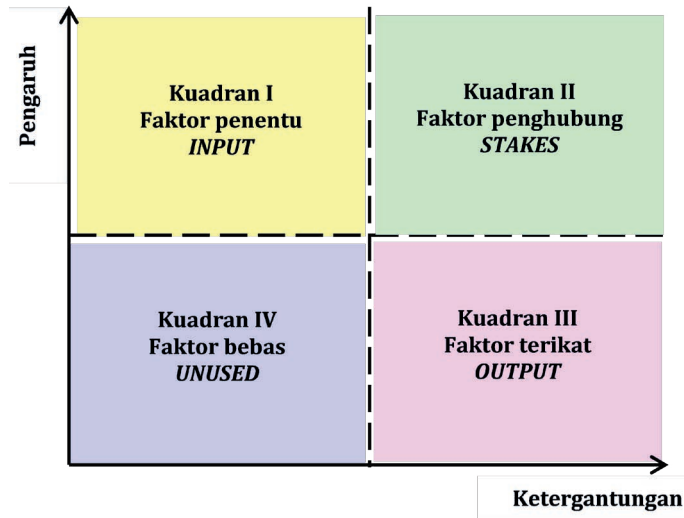 Pengaruh
Kuadran I
Faktor penentu
INPUT
Kuadran II
Faktor penghubung
STAKES
Kuadran IV
Faktor bebas
UNUSED
Kuadran III
Faktor terikat
OUTPUT
Ketergantungan